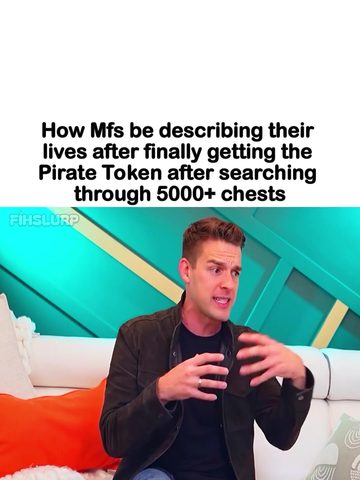 How Mfs be describing their
lives after finally getting the
Pirate Token after searching
through 5000+ chests
FIHSLURP